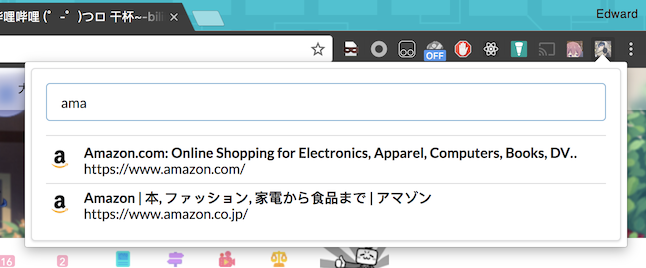 哔哩哔哩 (゜-゜)つロ 干杯~-bili
Edward
OFF
ama
Amazon.com: Online Shopping for Electronics, Apparel, Computers, Books, DV..
https://www.amazon.com/
Amazon | 本, ファッション, 家電から食品まで | アマゾン
https://www.amazon.co.jp/
16
2